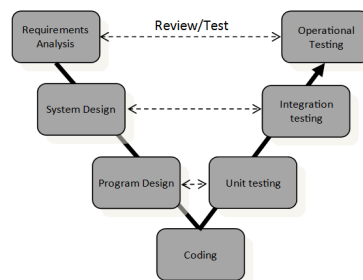 Requirements
Analysis
Review/Test
Operational
Testing
System Design
Integration
testing
Program Design
Unit testing
Coding